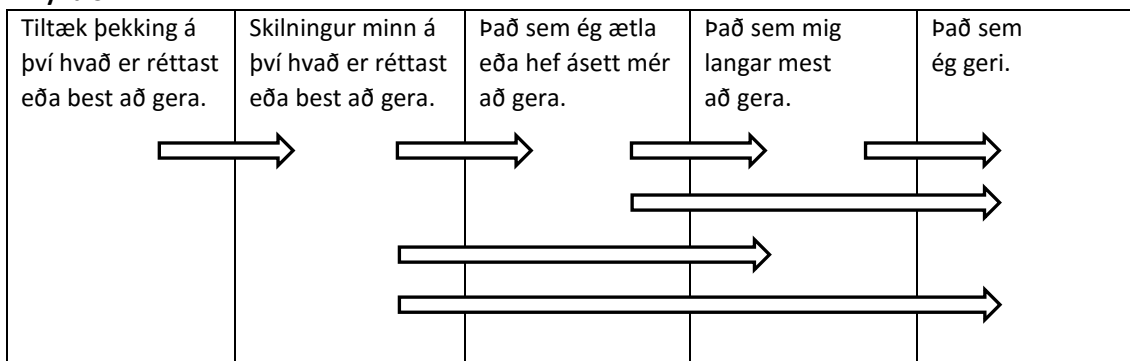 Tiltæk þekking á
því hvað er réttast
eða best að gera.
Skilningur minn á
því hvað er réttast
eða best að gera.
Það sem ég ætla
eða hef ásett mér
að gera.
Það sem mig
langar mest
að gera.
Það sem
ég geri.